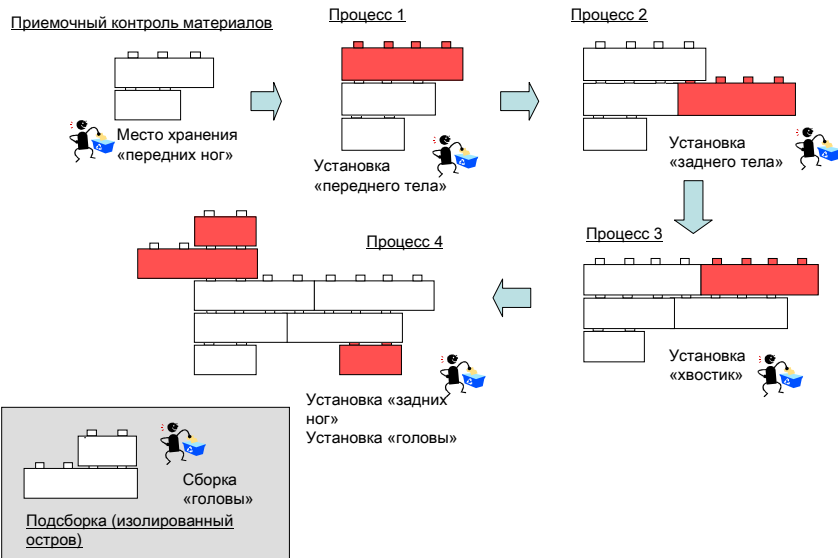 Приемочный контроль материалов
Место хранения
«передних ног»
Процесс 1
Установка
«переднего тела»
Процесс 2
Установка
«заднего тела»
Процесс 3
Установка
«хвостик»
Процесс 4
Установка «задних
ног»
Установка «головы»
Сборка
«головы»
Подсборка (изолированный
остров)